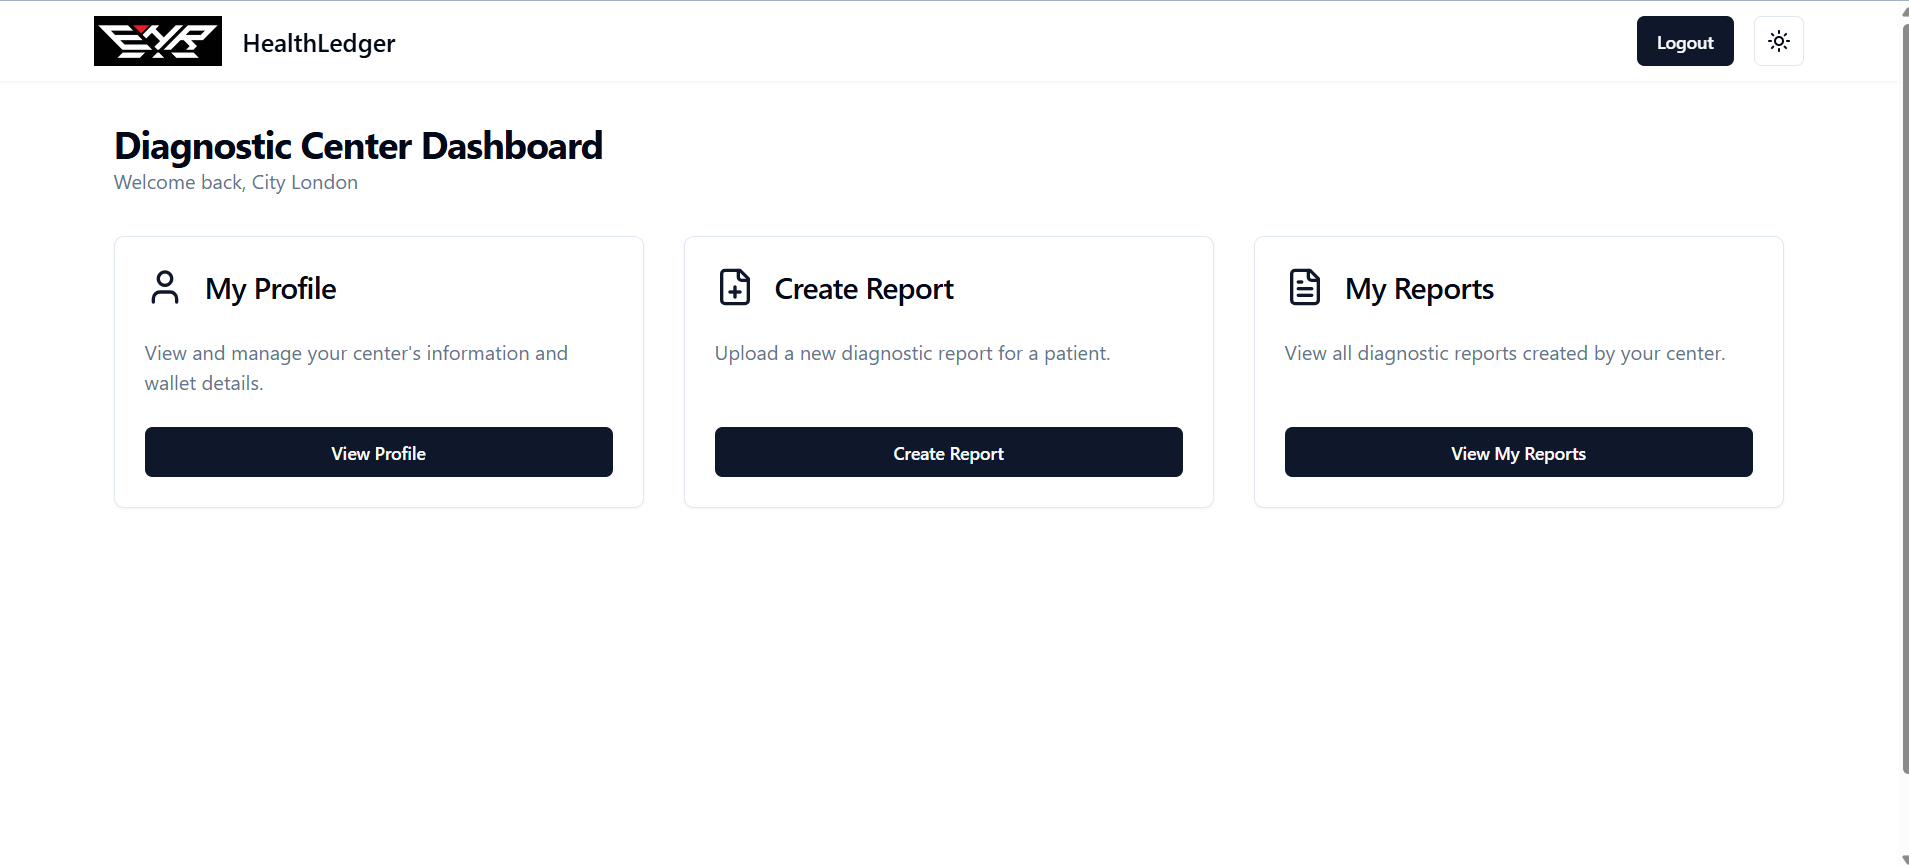 EXR
HealthLedger
Logout
Diagnostic Center Dashboard
Welcome back, City London
My Profile
View and manage your center's information and
wallet details.
View Profile
Create Report
Upload a new diagnostic report for a patient.
Create Report
My Reports
View all diagnostic reports created by your center.
View My Reports